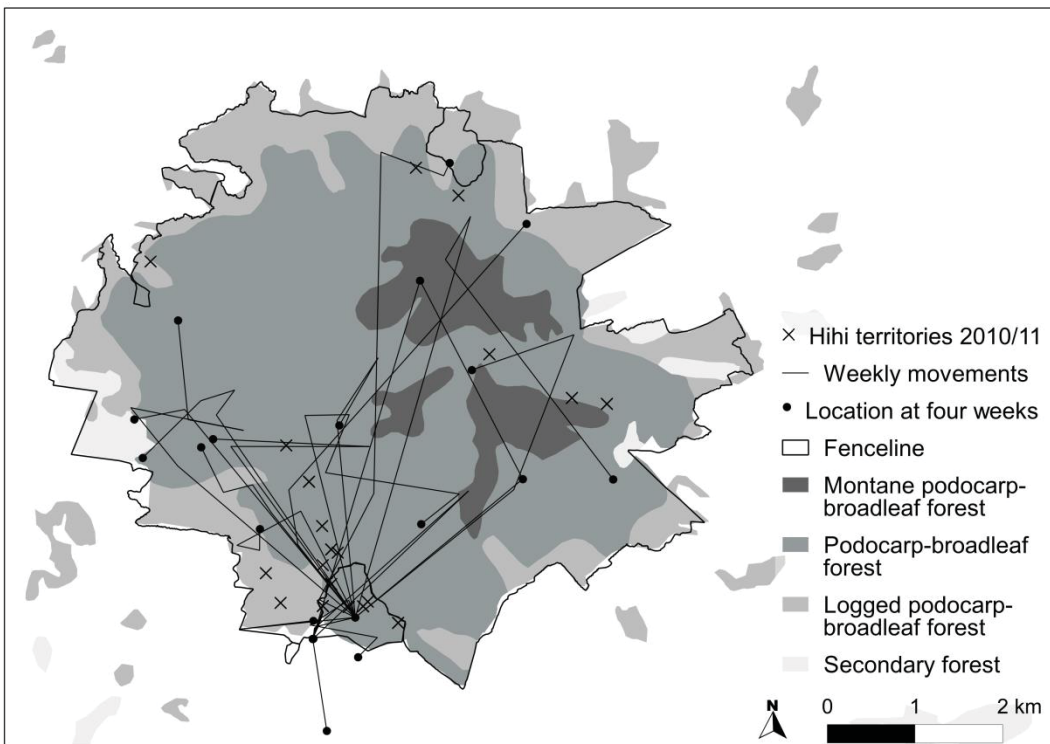 Hihi territories 2010/11
Weekly movements
Location at four weeks
Fenceline
Montane podocarp-
broadleaf forest
Podocarp-broadleaf
forest
Logged podocarp-
broadleaf forest
Secondary forest
N
0 1 2 km